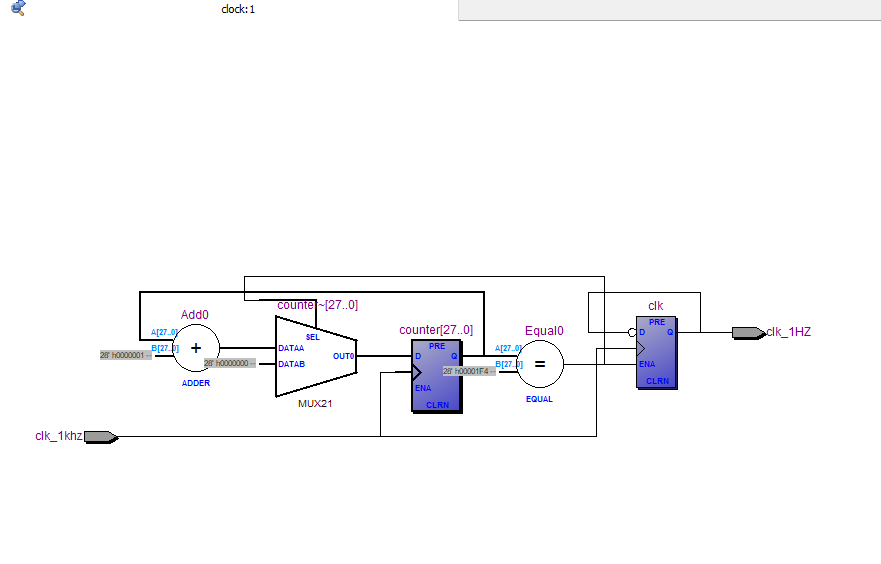 clock:1
counter~[27..0]
Add0
SEL
A[27..0]
B[27..0]
28' h0000001 --
ADDER
28' h0000000 --
DATAA
DATAB
OUT0
MUX21
counter[27..0]
PRE
D
Q
ENA
CLRN
Equal0
A[27..0]
B[27..0]
28' h00001F4 --
=
EQUAL
clk
PRE
D
Q
ENA
CLRN
clk_1HZ
+
clk_1khz